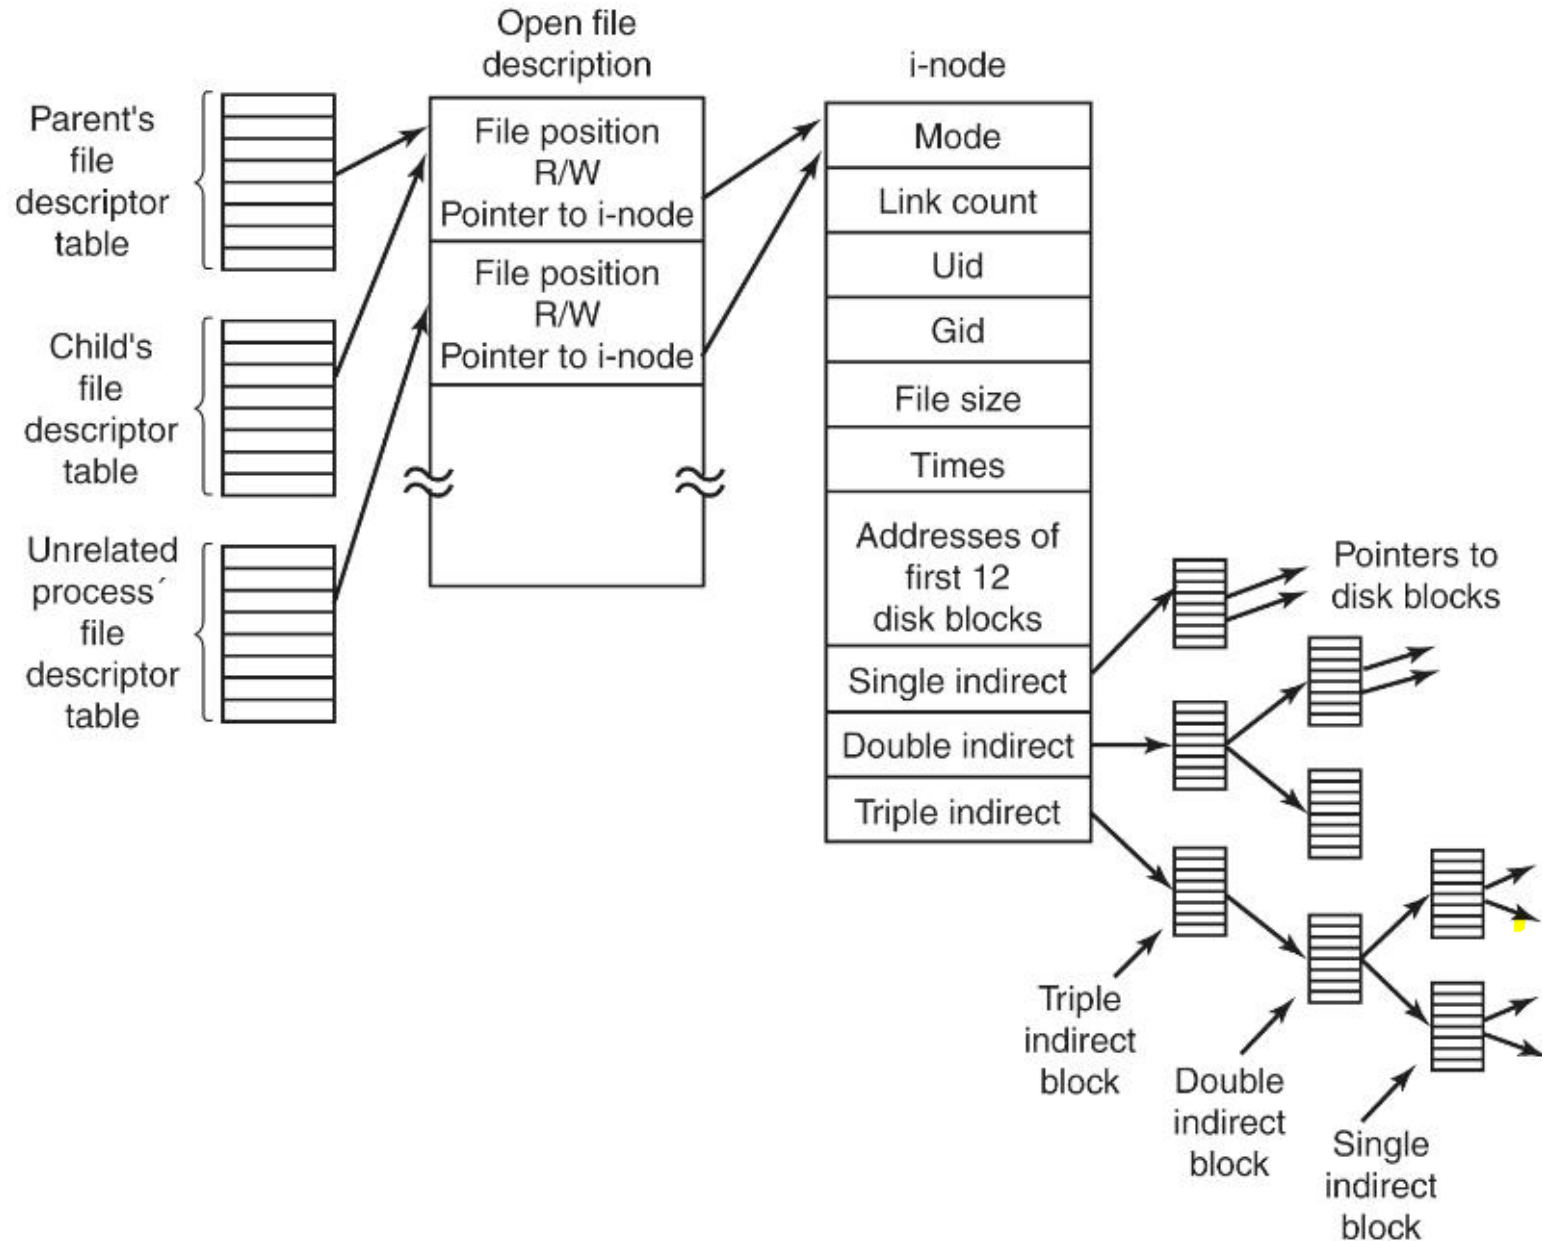 Open file
description
i-node
Parent's
file
descriptor
table
File position
R/W
Pointer to i-node
File position
R/W
Pointer to i-node
Child's
file
descriptor
table
Unrelated
process´
file
descriptor
table
Mode
Link count
Uid
Gid
File size
Times
Addresses of
first 12
disk blocks
Single indirect
Double indirect
Triple indirect
Pointers to
disk blocks
Triple
indirect
block
Double
indirect
block
Single
indirect
block